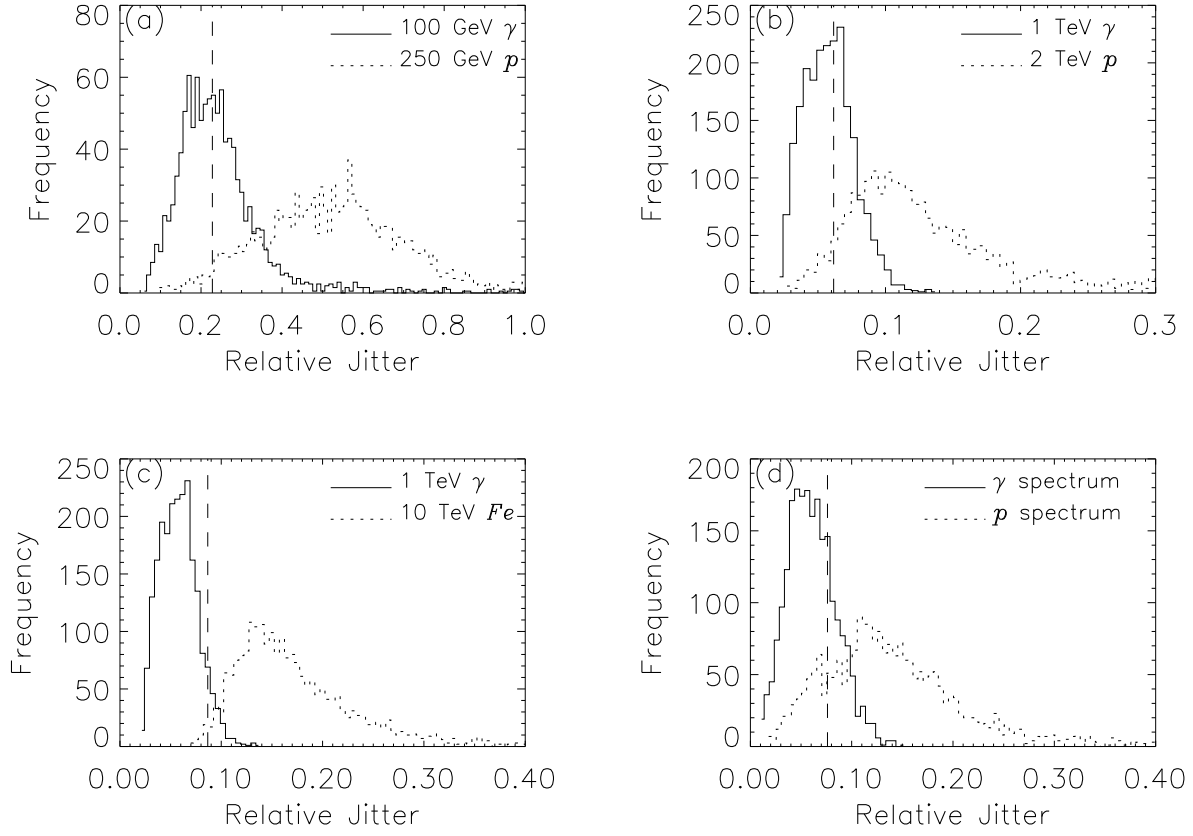 (a)
100 GeV γ
250 GeV p
80
60
40
20
0
Frequency
0.0 0.2 0.4 0.6 0.8 1.0
Relative Jitter
(b)
1 TeV γ
2 TeV p
250
200
150
100
50
0
Frequency
0.0 0.1 0.2 0.3
Relative Jitter
(c)
1 TeV γ
10 TeV Fe
250
200
150
100
50
0
Frequency
0.00 0.10 0.20 0.30 0.40
Relative Jitter
(d)
γ spectrum
p spectrum
200
150
100
50
0
Frequency
0.00 0.10 0.20 0.30 0.40
Relative Jitter